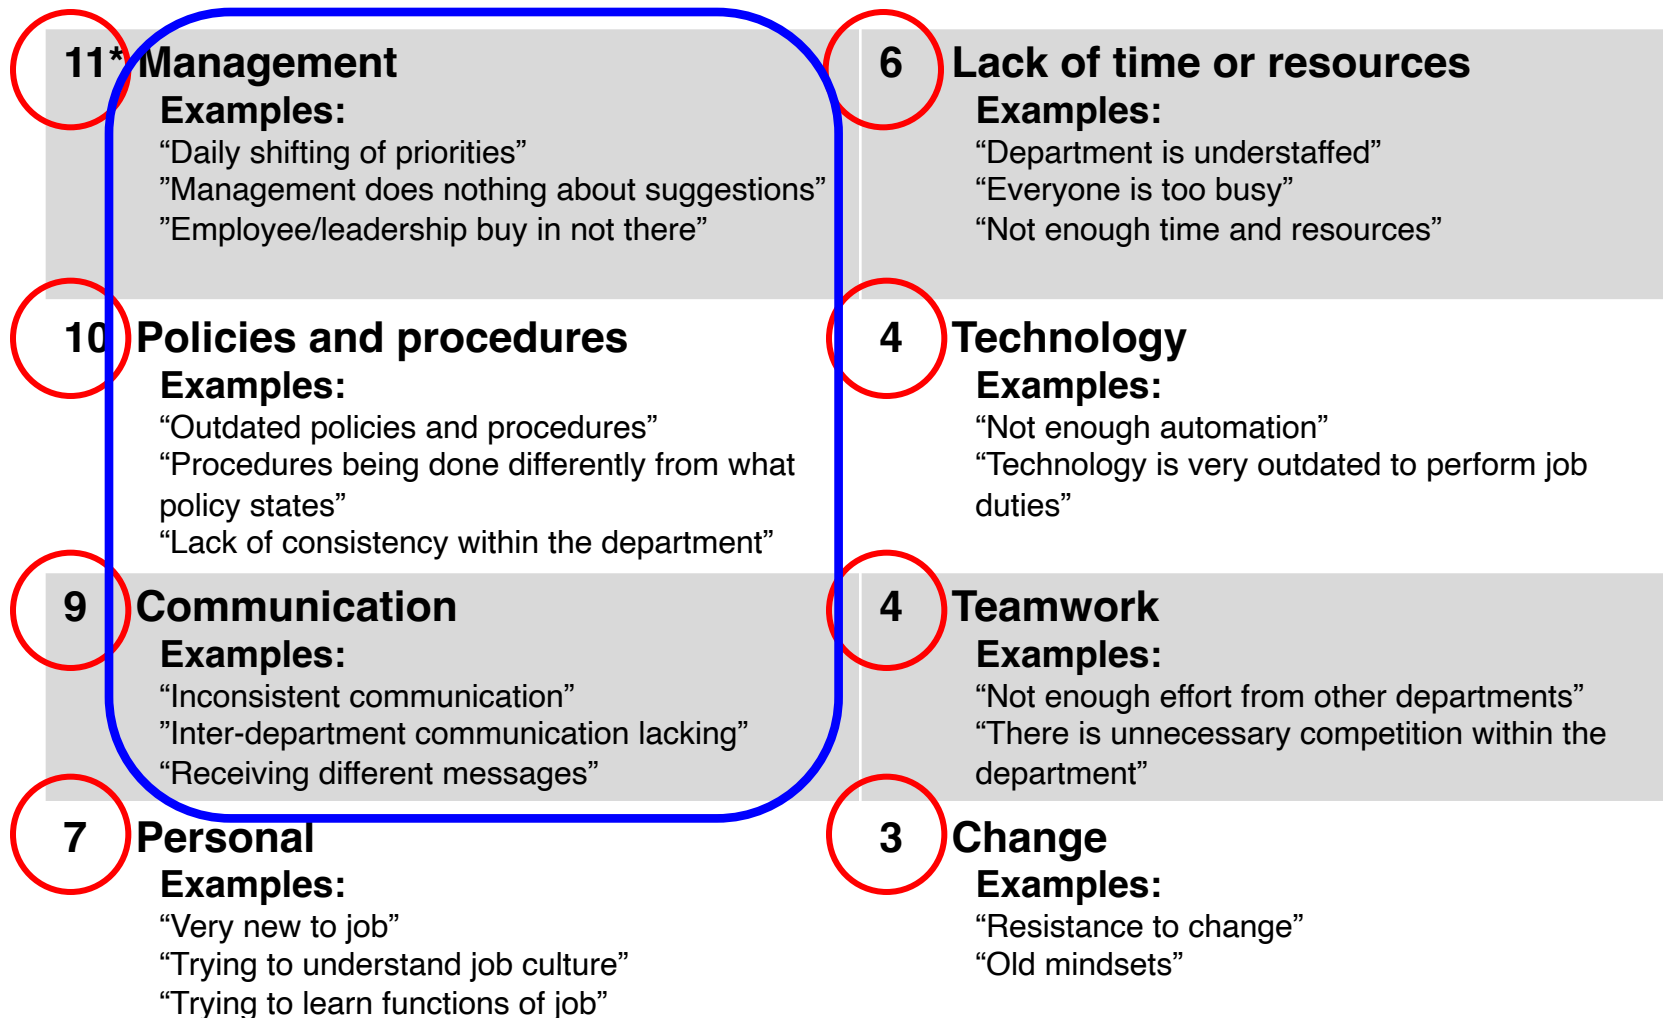 11* Management
Examples:
“Daily shifting of priorities”
”Management does nothing about suggestions”
”Employee/leadership buy in not there”
10 Policies and procedures
Examples:
“Outdated policies and procedures”
“Procedures being done differently from what
policy states”
“Lack of consistency within the department”
9 Communication
Examples:
“Inconsistent communication”
”Inter-department communication lacking”
“Receiving different messages”
7 Personal
Examples:
“Very new to job”
“Trying to understand job culture”
“Trying to learn functions of job”
6 Lack of time or resources
Examples:
“Department is understaffed”
“Everyone is too busy”
“Not enough time and resources”
4 Technology
Examples:
“Not enough automation”
“Technology is very outdated to perform job
duties”
4 Teamwork
Examples:
“Not enough effort from other departments”
“There is unnecessary competition within the
department”
3 Change
Examples:
“Resistance to change”
“Old mindsets”